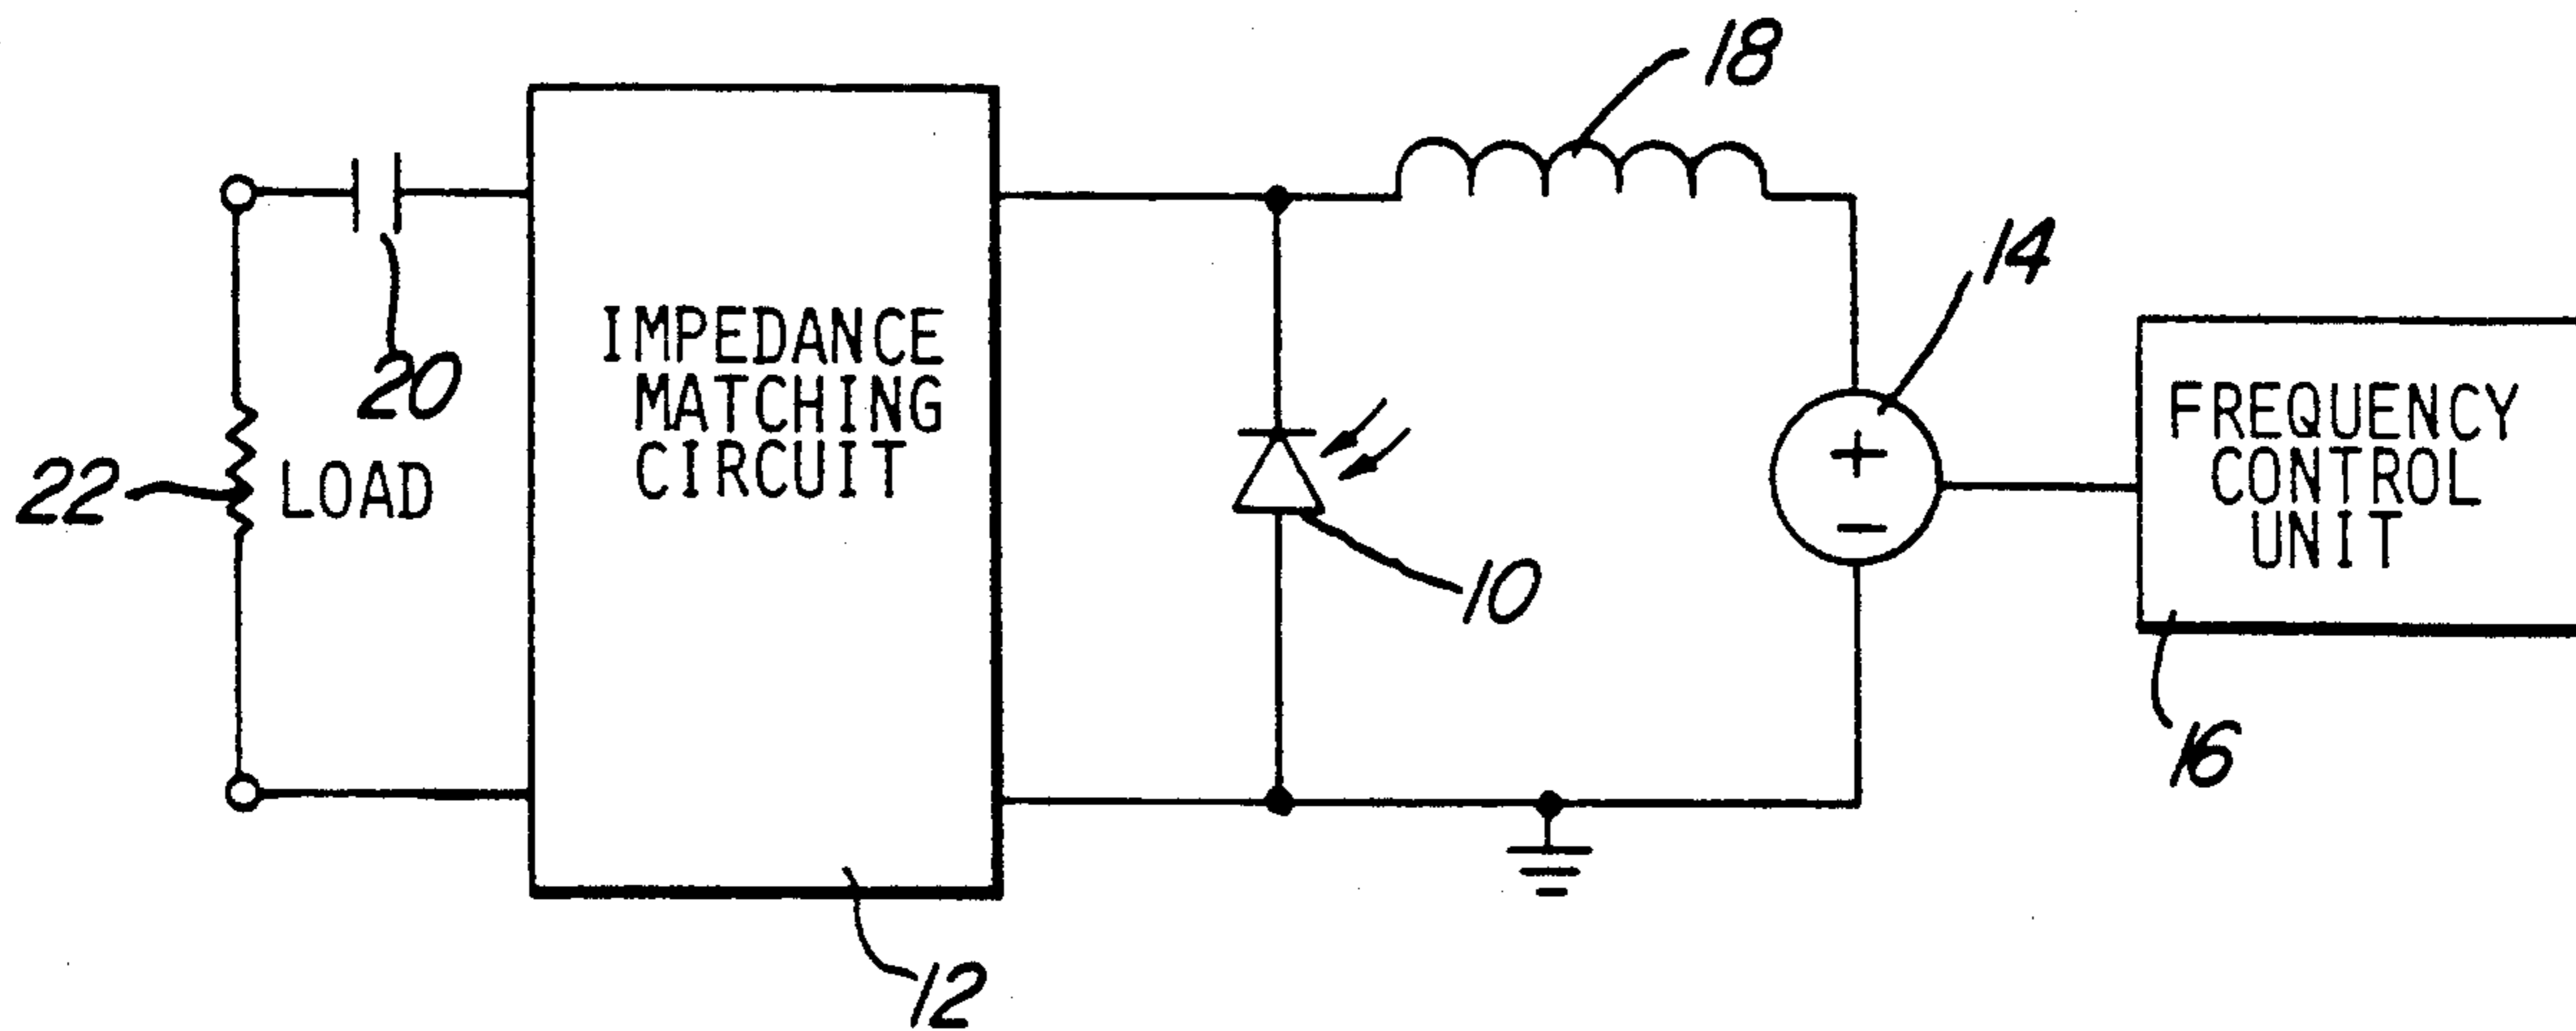 18
14
IMPEDANCE
MATCHING
CIRCUIT
20
22
LOAD
+
−
FREQUENCY
CONTROL
UNIT
10
16
12